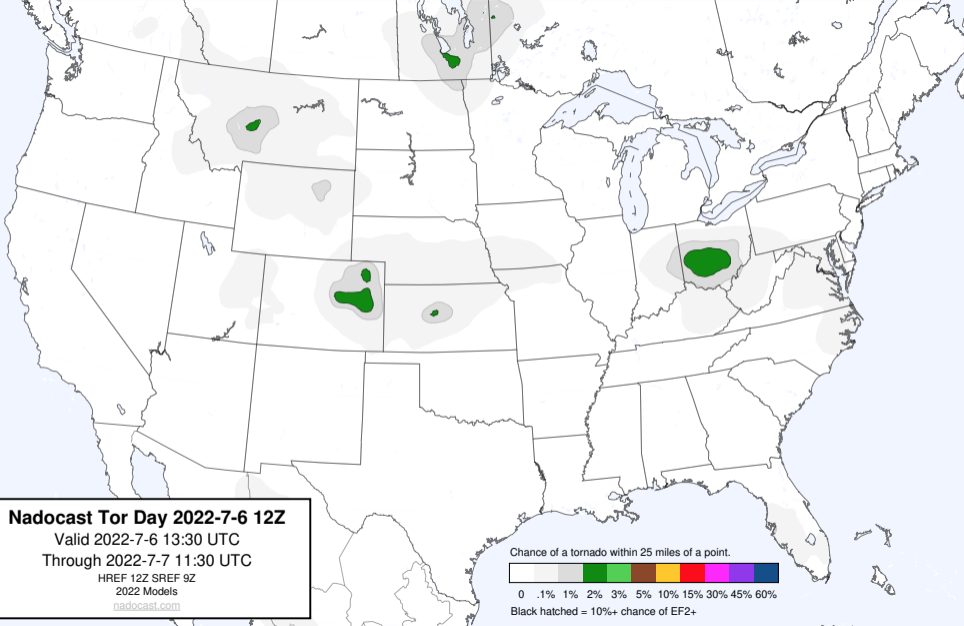 Nadocast Tor Day 2022-7-6 12Z
Valid 2022-7-6 13:30 UTC
Through 2022-7-7 11:30 UTC
HREF 12Z SREF 9Z
2022 Models
nadocast.com
Chance of a tornado within 25 miles of a point.
0 .1% 1% 2% 3% 5% 10% 15% 30% 45% 60%
Black hatched = 10%+ chance of EF2+